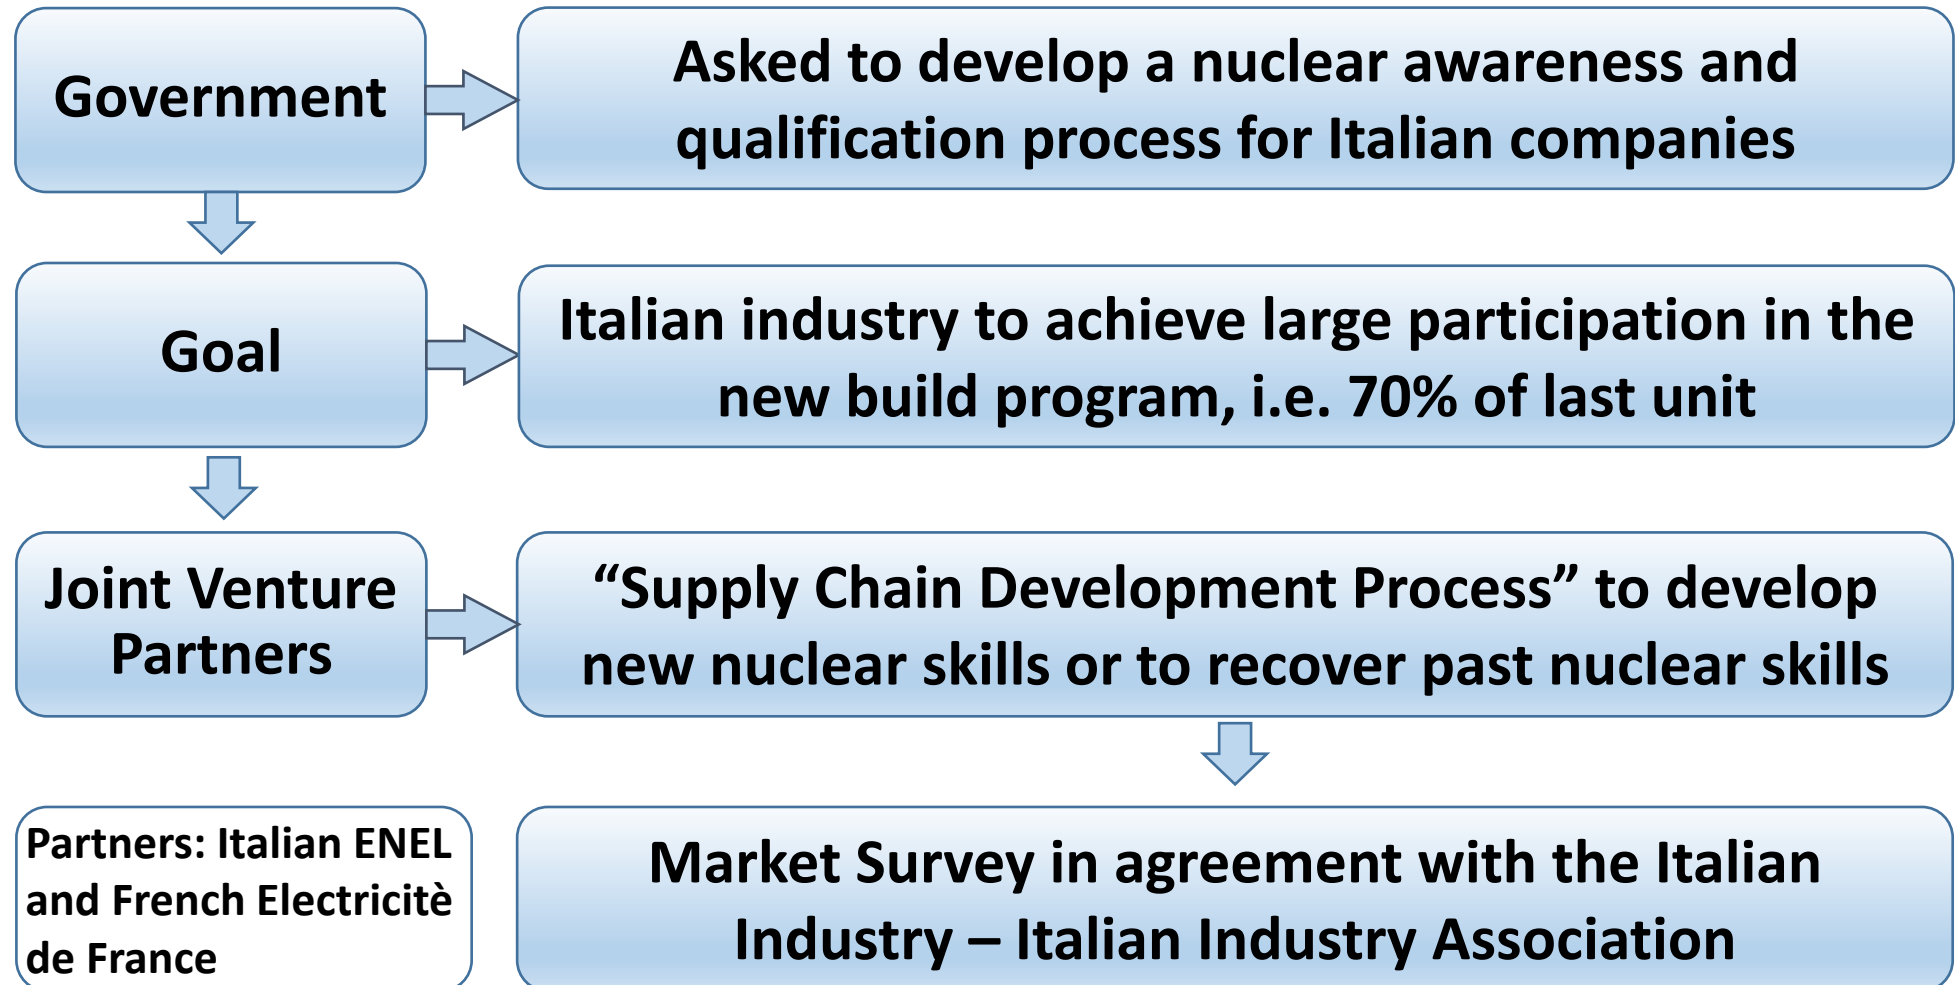 Government
Asked to develop a nuclear awareness and
qualification process for Italian companies
Goal
Italian industry to achieve large participation in the
new build program, i.e. 70% of last unit
Joint Venture
Partners
“Supply Chain Development Process” to develop
new nuclear skills or to recover past nuclear skills
Partners: Italian ENEL
and French Electricitè
de France
Market Survey in agreement with the Italian
Industry – Italian Industry Association